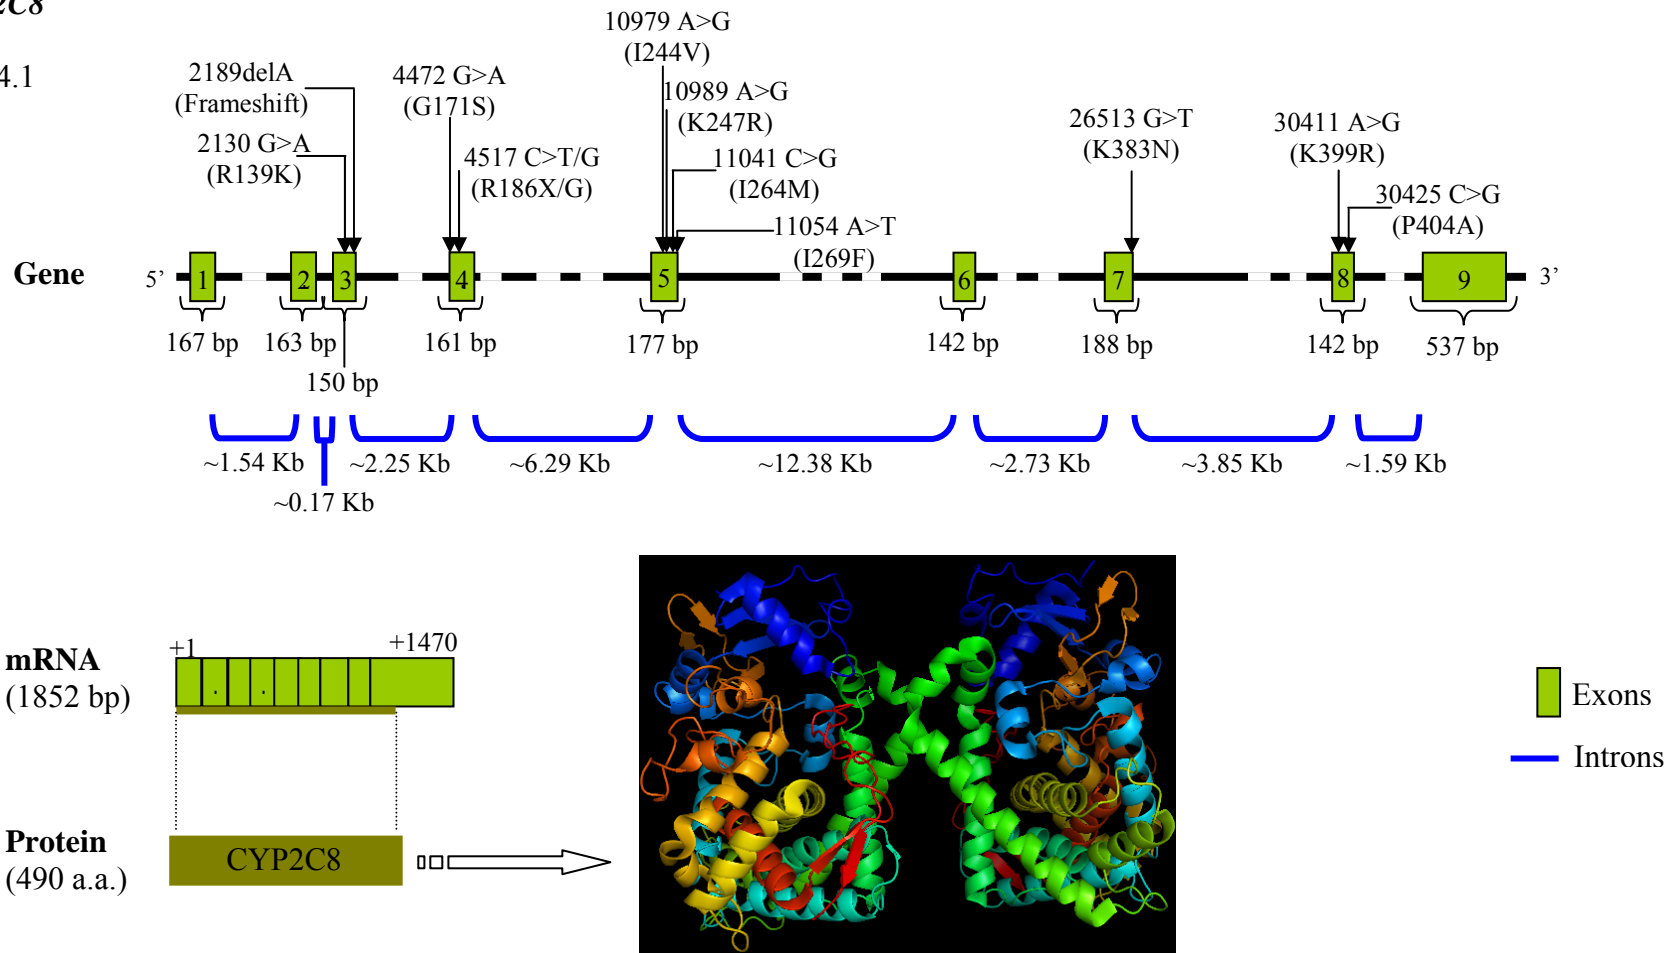 2C8
4.1
2189delA
(Frameshift)
2130 G>A
(R139K)
4472 G>A
(G171S)
4517 C>T/G
(R186X/G)
10979 A>G
(I244V)
10989 A>G
(K247R)
11041 C>G
(I264M)
11054 A>T
(I269F)
26513 G>T
(K383N)
30411 A>G
(K399R)
30425 C>G
(P404A)
Gene
5’
1
2
3
4
5
6
7
8
9
3’
167 bp
163 bp
150 bp
161 bp
177 bp
142 bp
188 bp
142 bp
537 bp
~1.54 Kb
~0.17 Kb
~2.25 Kb
~6.29 Kb
~12.38 Kb
~2.73 Kb
~3.85 Kb
~1.59 Kb
mRNA
(1852 bp)
+1
+1470
Exons
Introns
Protein
(490 a.a.)
CYP2C8